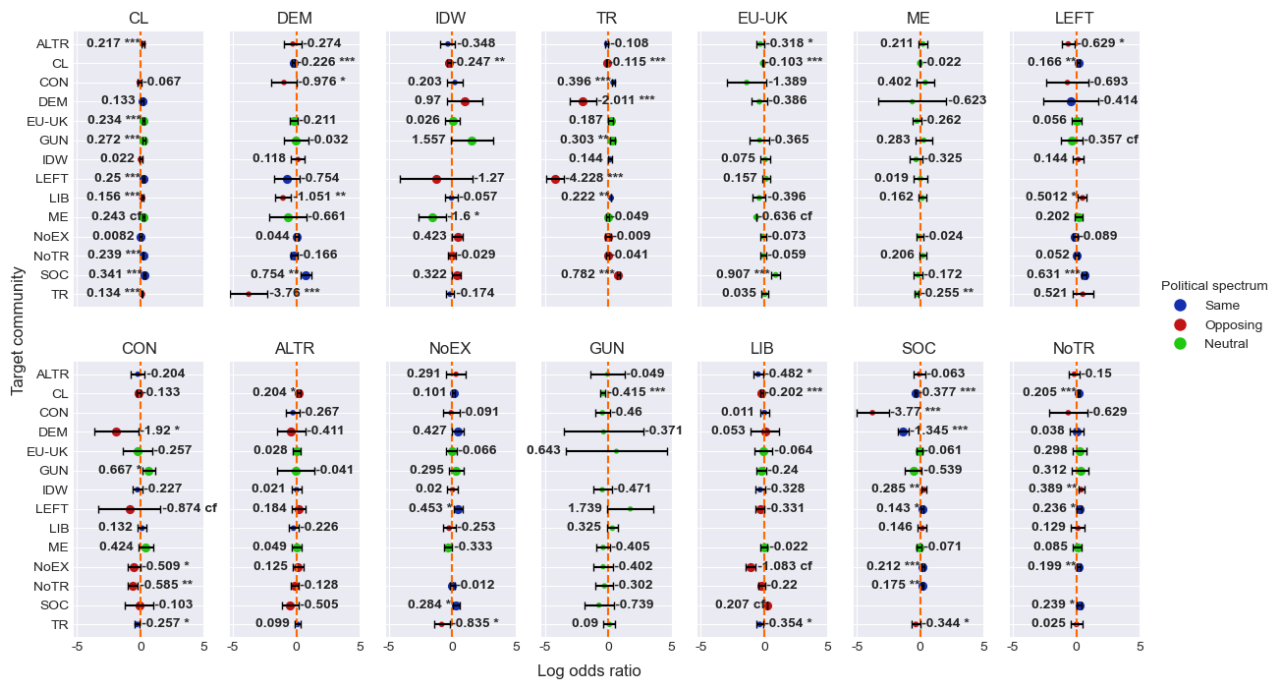 CL DEM IDW TR EU-UK ME LEFT
ALTR 0.217 *** -0.274 -0.348 -0.108 -0.318 * 0.211 -0.629 *
CL -0.226 *** -0.247 ** -0.115 *** -0.103 *** -0.022 0.166 **
CON -0.067 -0.976 * 0.203 0.396 *** -1.389 0.402 -0.693
DEM 0.133 0.97 -2.011 *** -0.386 -0.623 -0.414
EU-UK 0.234 *** -0.211 0.026 0.187 -0.262 0.056
GUN 0.272 *** -0.032 1.557 0.303 ** -0.365 0.283 -0.357 cf
IDW 0.022 0.118 0.144 0.075 -0.325 0.144
LEFT 0.25 *** -0.754 -1.27 -4.228 *** 0.157 0.019
LIB 0.156 *** -1.051 ** -0.057 0.222 ** -0.396 0.162 0.5012 *
ME 0.243 cf -0.661 -1.6 * -0.049 -0.636 cf 0.202
NoEX 0.0082 0.044 0.423 -0.009 -0.073 -0.024 -0.089
NoTR 0.239 *** -0.166 -0.029 0.041 -0.059 0.206 0.052
SOC 0.341 *** 0.754 ** 0.322 0.782 *** 0.907 *** -0.172 0.631 ***
TR 0.134 *** -3.76 *** -0.174 0.035 -0.255 ** 0.521
Political spectrum
Same
Opposing
Neutral
Target community
CON ALTR NoEX GUN LIB SOC NoTR
ALTR -0.204 0.291 -0.049 -0.482 * -0.063 -0.15
CL -0.133 0.204 * 0.101 -0.415 *** -0.202 *** -0.377 *** 0.205 ***
CON -0.267 -0.091 -0.46 0.011 -3.77 *** -0.629
DEM -1.92 * -0.411 0.427 -0.371 0.053 -1.345 *** 0.038
EU-UK -0.257 0.028 -0.066 0.643 -0.064 -0.061 0.298
GUN 0.667 * -0.041 0.295 -0.24 -0.539 0.312
IDW -0.227 0.021 0.02 -0.471 -0.328 0.285 ** 0.389 **
LEFT -0.874 cf 0.184 0.453 * 1.739 -0.331 0.143 * 0.236 *
LIB 0.132 -0.226 -0.253 0.325 0.146 0.129
ME 0.424 0.049 -0.333 -0.405 -0.022 -0.071 0.085
NoEX -0.509 * 0.125 -0.402 -1.083 cf 0.212 *** 0.199 **
NoTR -0.585 ** -0.128 -0.012 -0.302 -0.22 0.175 **
SOC -0.103 -0.505 0.284 * -0.739 0.207 cf 0.239 *
TR -0.257 * 0.099 -0.835 * 0.09 -0.354 * -0.344 * 0.025
-5 0 5 -5 0 5 -5 0 5 -5 0 5 -5 0 5 -5 0 5 -5 0 5
Log odds ratio